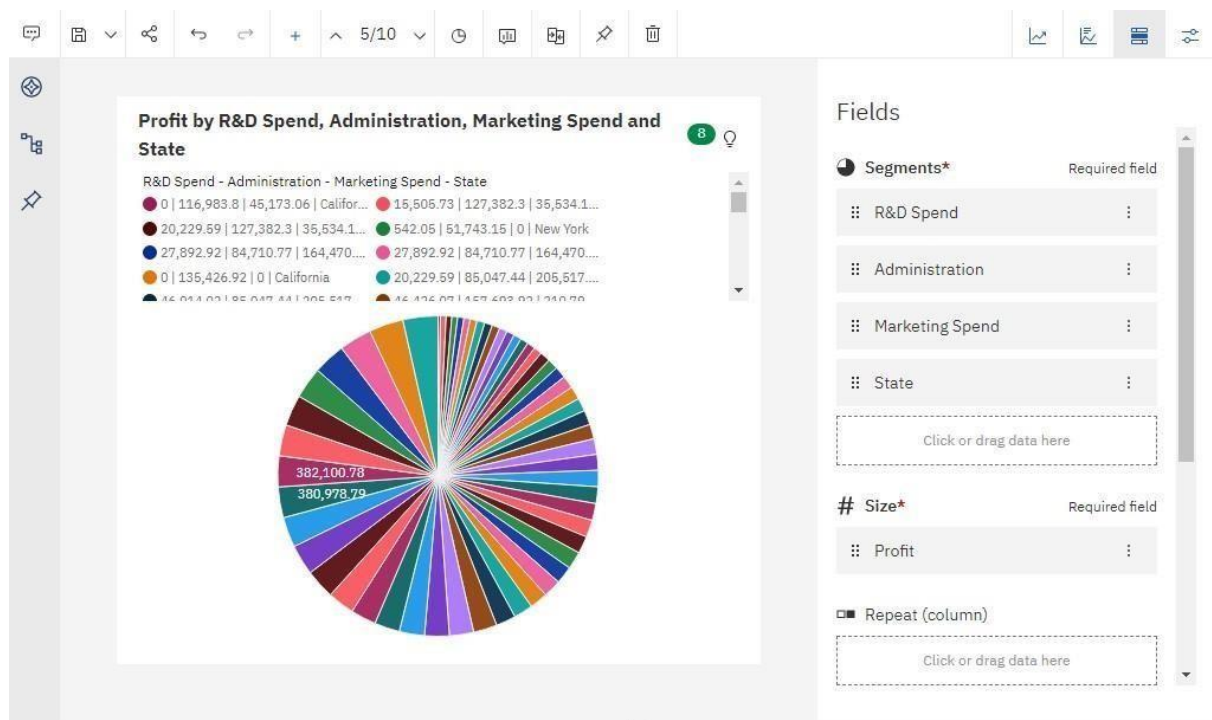 5/10
Profit by R&D Spend, Administration, Marketing Spend and
State
8
R&D Spend - Administration - Marketing Spend - State
0 | 116,983.8 | 45,173.06 | Califor... 15,505.73 | 127,382.3 | 35,534.1...
20,229.59 | 127,382.3 | 35,534.1... 542.05 | 51,743.15 | 0 | New York
27,892.92 | 84,710.77 | 164,470.... 27,892.92 | 84,710.77 | 164,470....
0 | 135,426.92 | 0 | California 20,229.59 | 85,047.44 | 205,517....
382,100.78
380,978.79
Fields
Segments* Required field
R&D Spend
Administration
Marketing Spend
State
Click or drag data here
# Size* Required field
Profit
Repeat (column)
Click or drag data here